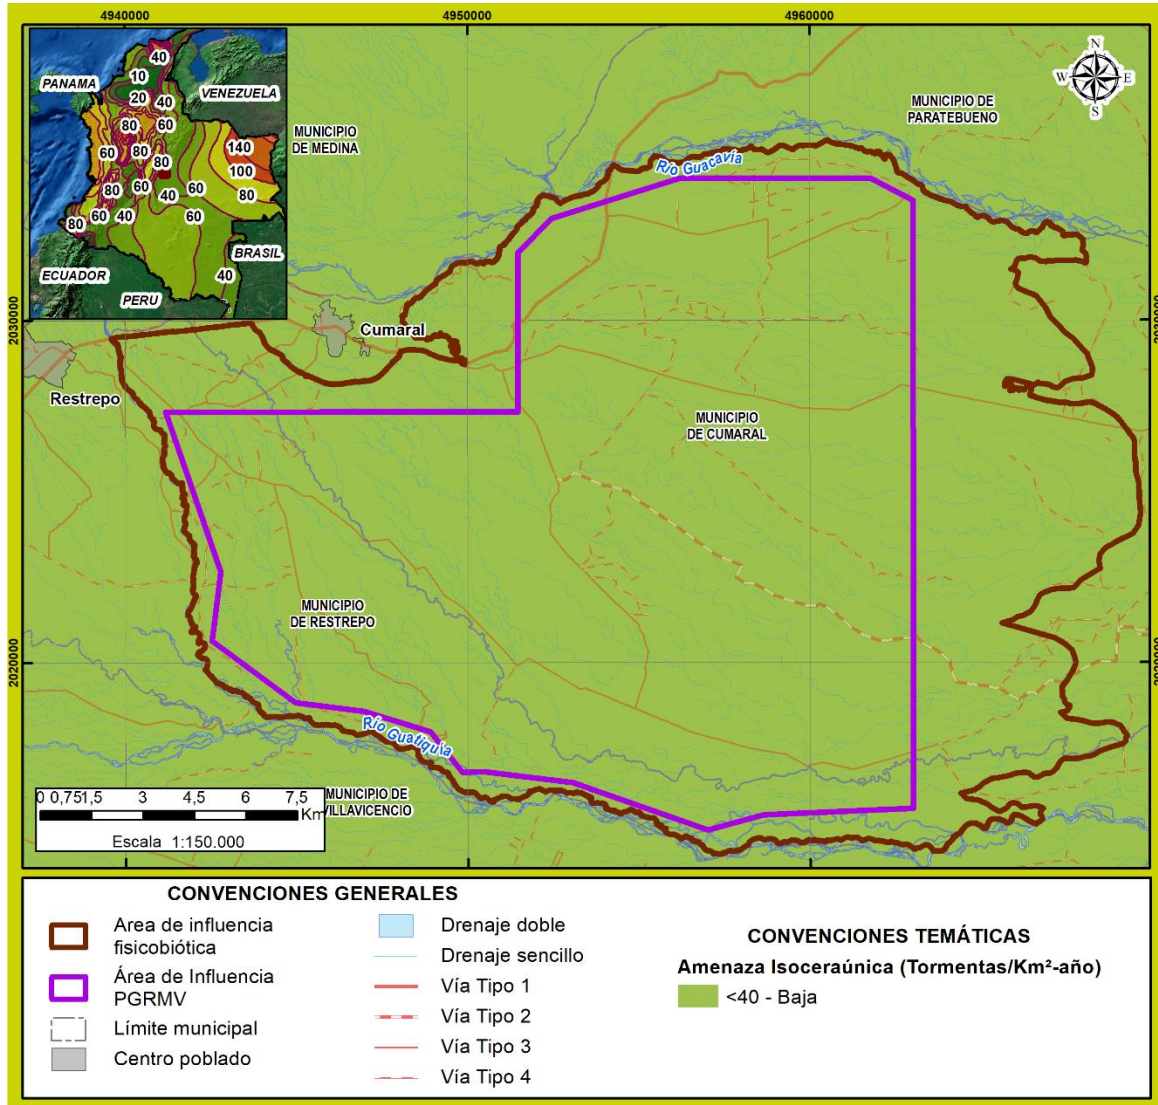 4940000
4950000
4960000
40
10
20
40
80
60
60
80
80
80
60
60
40
60
80
40
60
80
140
100
60
80
40
PANAMA
VENEZUELA
BRASIL
ECUADOR
PERU
N
W
E
S
MUNICIPIO
DE MEDINA
MUNICIPIO DE
PARATEBUENO
Río Guacavía
2030000
2030000
Cumaral
Restrepo
MUNICIPIO
DE CUMARAL
MUNICIPIO
DE RESTREPO
2020000
2020000
Río Guatiquía
MUNICIPIO DE
VILLAVICENCIO
0 0,751,5 3 4,5 6 7,5
Km
Escala 1:150.000
CONVENCIONES GENERALES
Area de influencia
fisicobiótica
Área de Influencia
PGRMV
Límite municipal
Centro poblado
Drenaje doble
Drenaje sencillo
Vía Tipo 1
Vía Tipo 2
Vía Tipo 3
Vía Tipo 4
CONVENCIONES TEMÁTICAS
Amenaza Isoceraúnica (Tormentas/Km²-año)
<40 - Baja